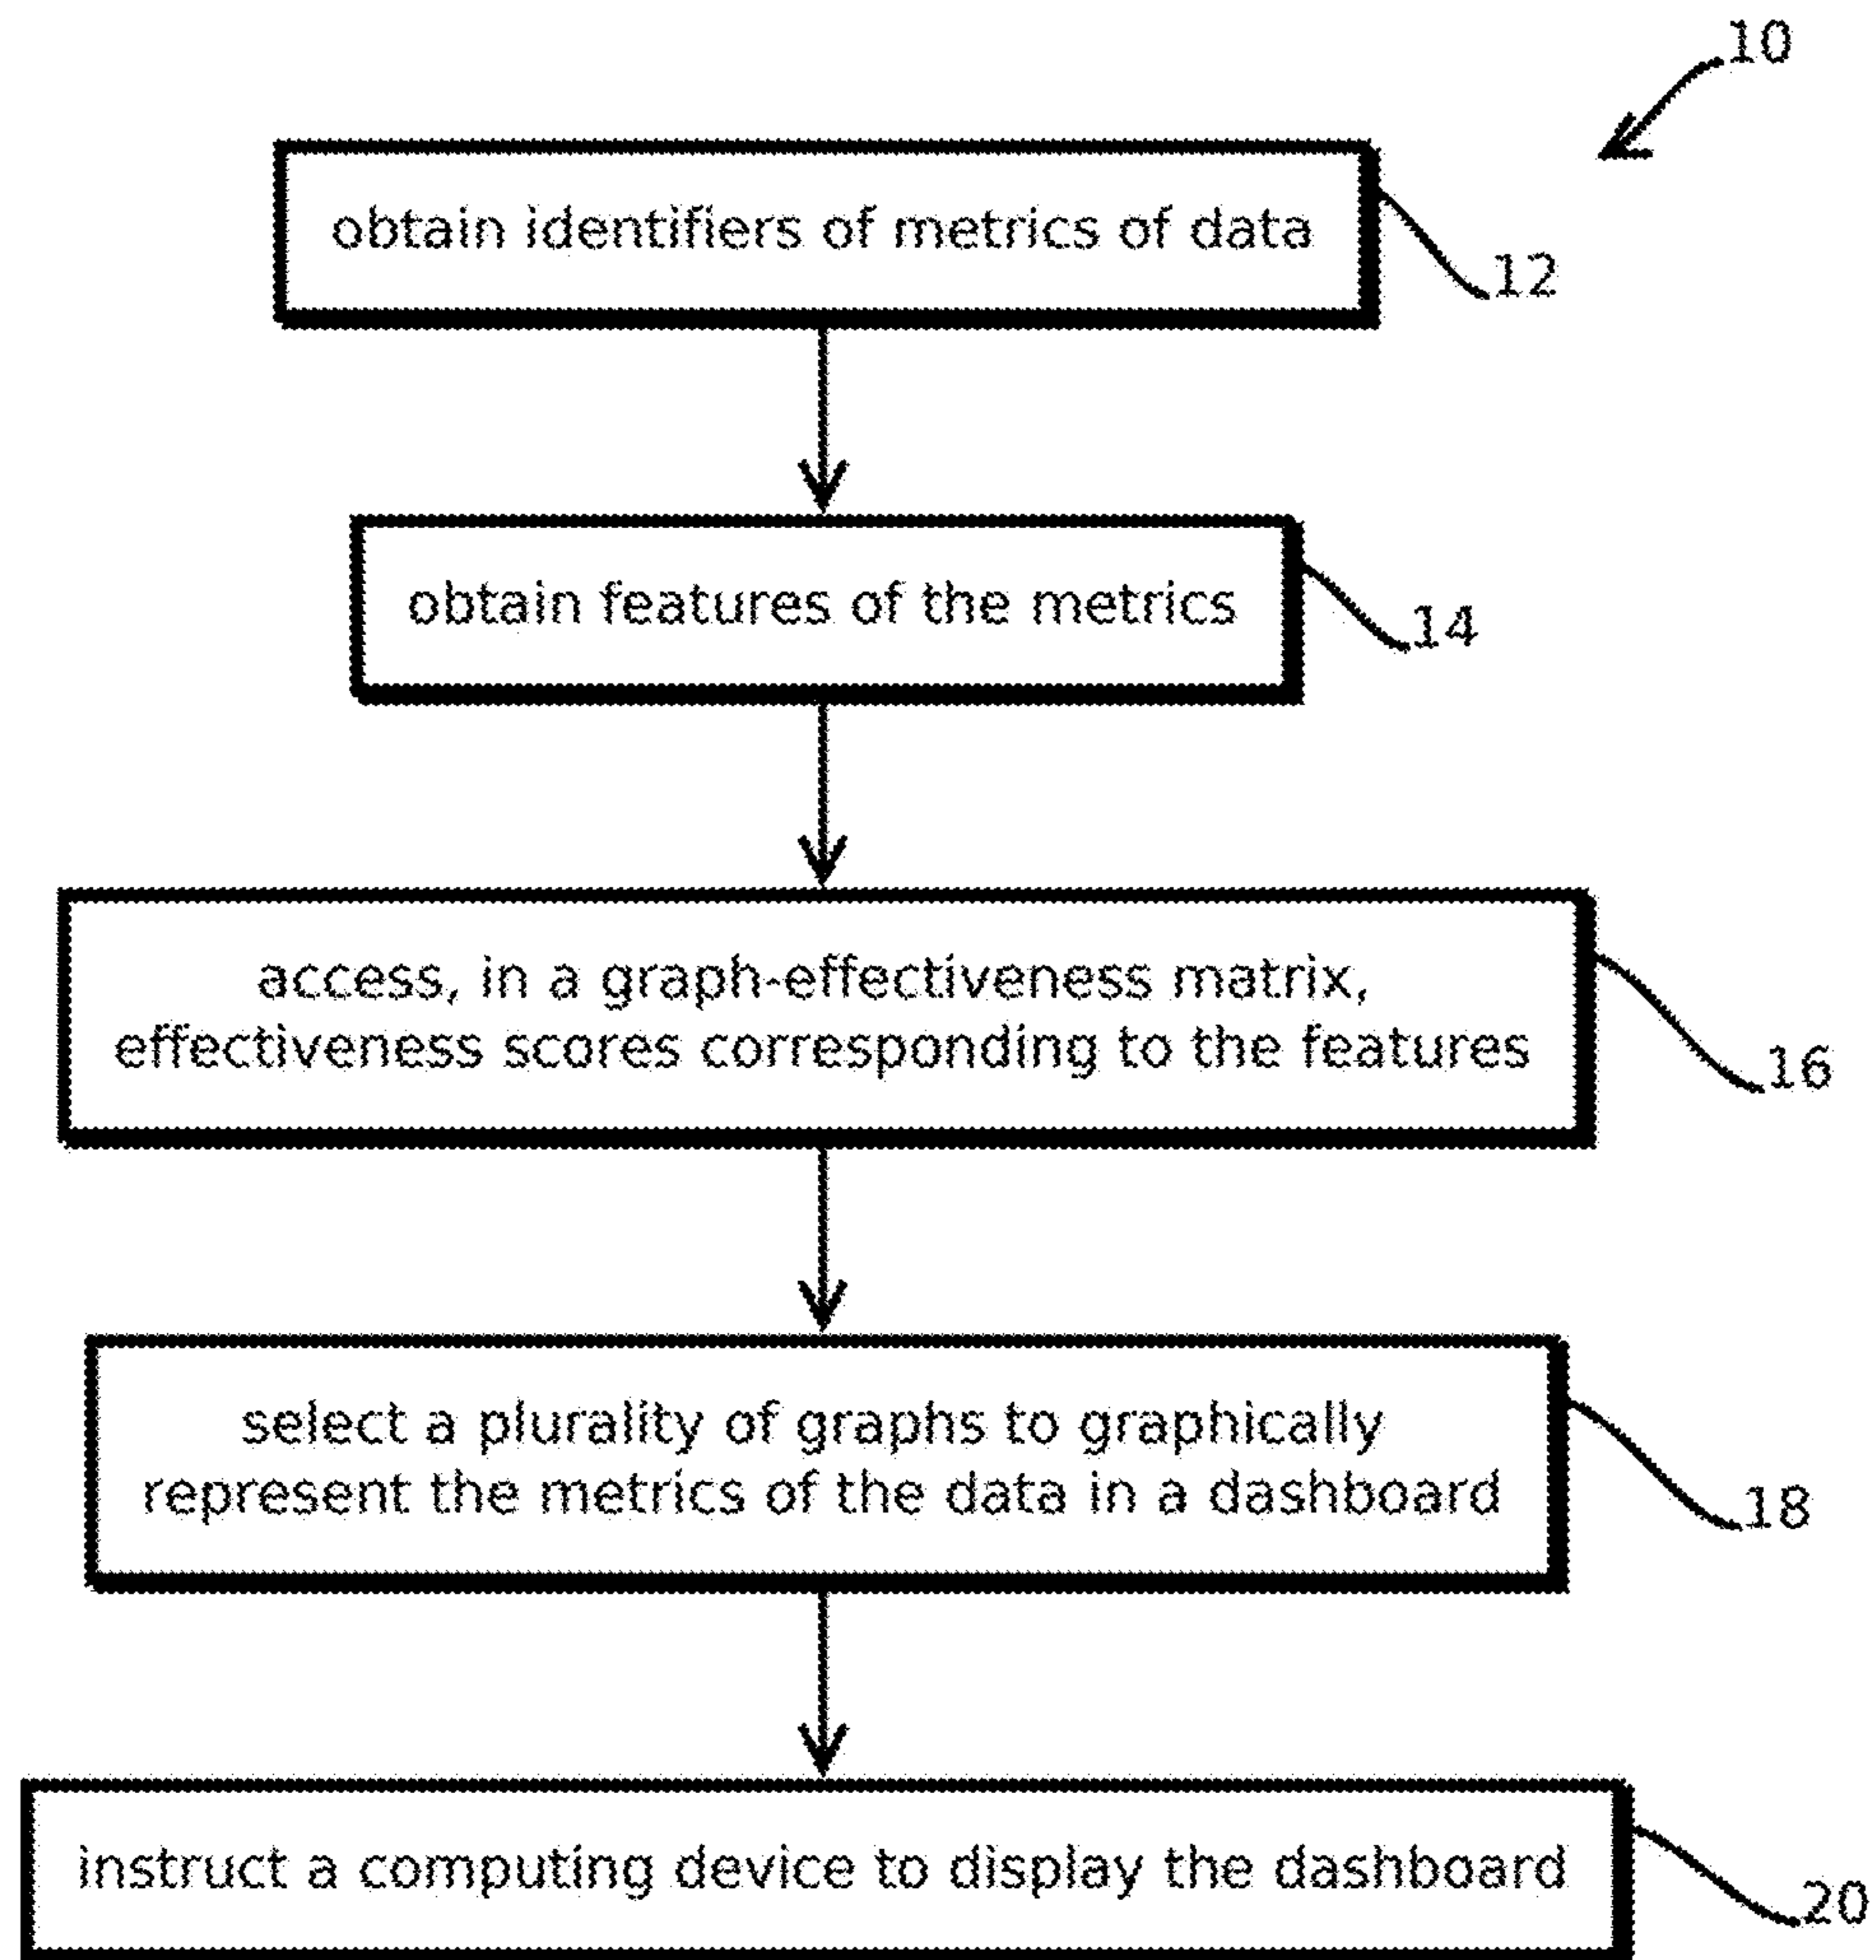 10
obtain identifiers of metrics of data
12
obtain features of the metrics
14
access, in a graph-effectiveness matrix,
effectiveness scores corresponding to the features
16
select a plurality of graphs to graphically
represent the metrics of the data in a dashboard
18
instruct a computing device to display the dashboard
20